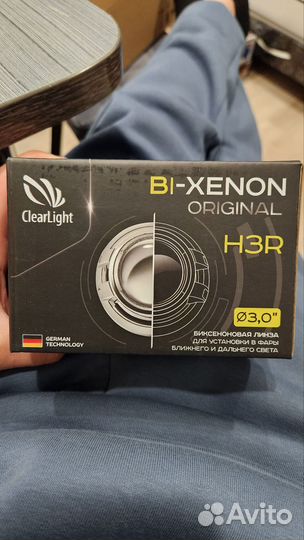 ClearLight
BI-XENON
ORIGINAL
H3R
Ø3,0"
GERMAN
TECHNOLOGY
БИКСЕНОНОВАЯ ЛИНЗА
ДЛЯ УСТАНОВКИ В ФАРЫ
БЛИЖНЕГО И ДАЛЬНЕГО СВЕТА
Avito